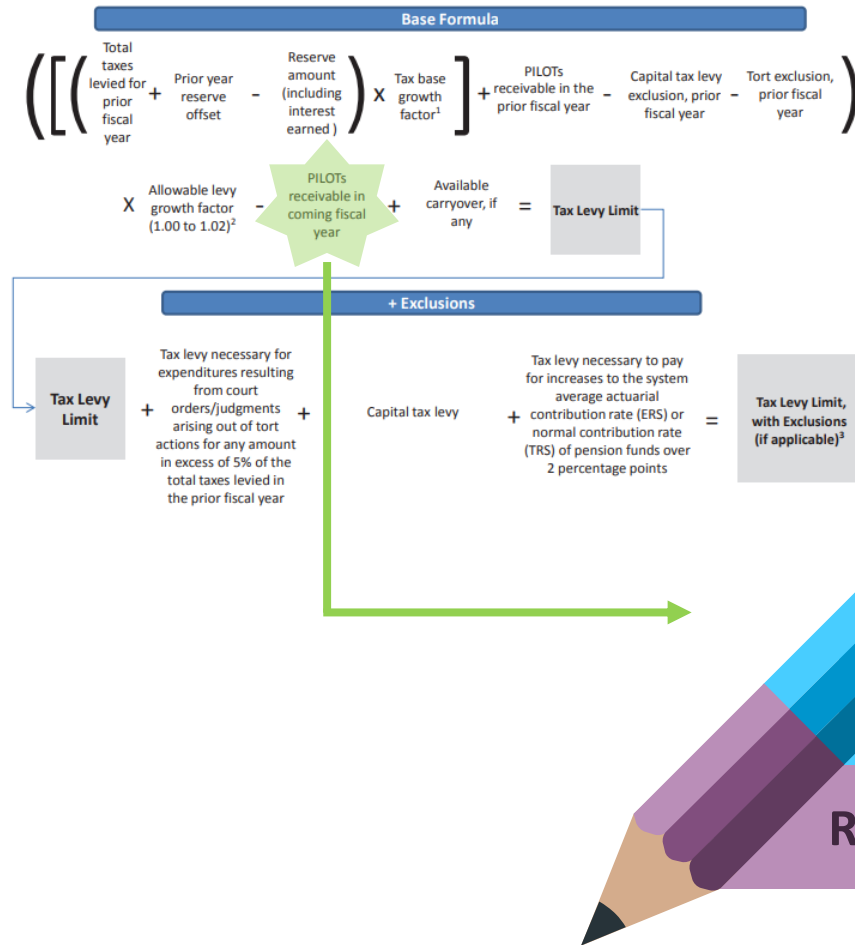 Base Formula
( [ ( Total
taxes
levied for
prior
fiscal
year
+
Prior year
reserve
offset
-
Reserve
amount
(including
interest
earned )
)
X
Tax base
growth
factor¹
]
+
PILOTs
receivable in the
prior fiscal year
-
Capital tax levy
exclusion, prior
fiscal year
-
Tort exclusion,
prior fiscal
year
)
X
Allowable levy
growth factor
(1.00 to 1.02)²
-
PILOTs
receivable in
coming fiscal
year
+
Available
carryover, if
any
=
Tax Levy Limit
+ Exclusions
Tax Levy
Limit
+
Tax levy necessary for
expenditures resulting
from court
orders/judgments
arising out of tort
actions for any amount
in excess of 5% of the
total taxes levied in
the prior fiscal year
+
Capital tax levy
+
Tax levy necessary to pay
for increases to the system
average actuarial
contribution rate (ERS) or
normal contribution rate
(TRS) of pension funds over
2 percentage points
=
Tax Levy Limit,
with Exclusions
(if applicable)³
R